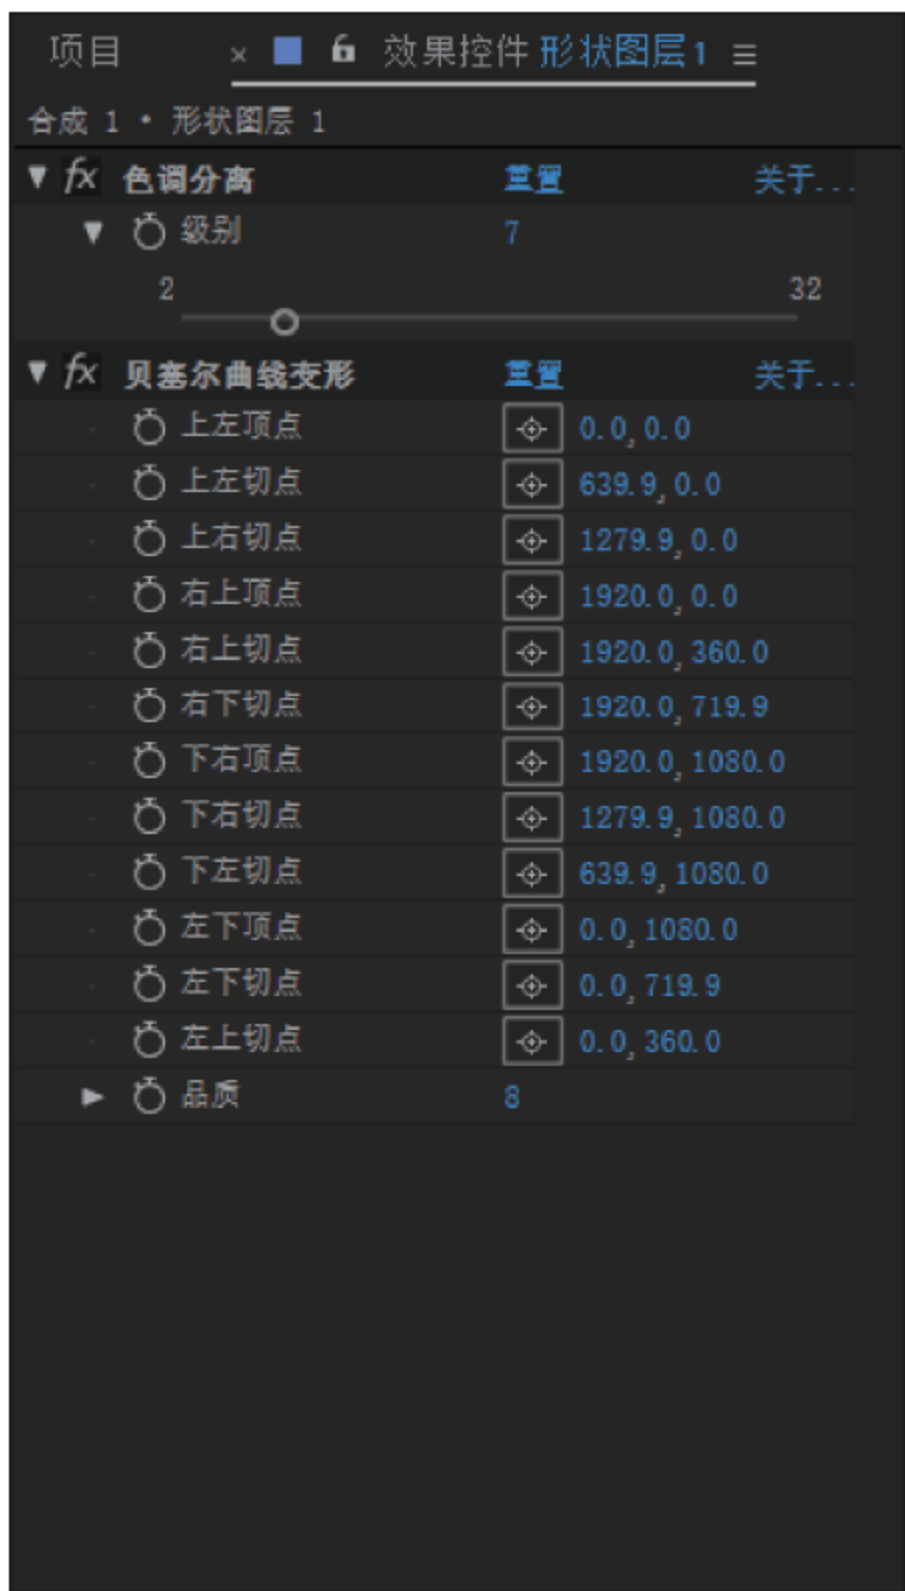 项目 × 效果控件 形状图层 1 ≡
合成 1 • 形状图层 1
fx 色调分离 重置 关于...
级别 7
2 32
fx 贝塞尔曲线变形 重置 关于...
上左顶点 0.0,0.0
上左切点 639.9,0.0
上右切点 1279.9,0.0
右上顶点 1920.0,0.0
右上切点 1920.0,360.0
右下切点 1920.0,719.9
下右顶点 1920.0,1080.0
下右切点 1279.9,1080.0
下左切点 639.9,1080.0
左下顶点 0.0,1080.0
左下切点 0.0,719.9
左上切点 0.0,360.0
品质 8